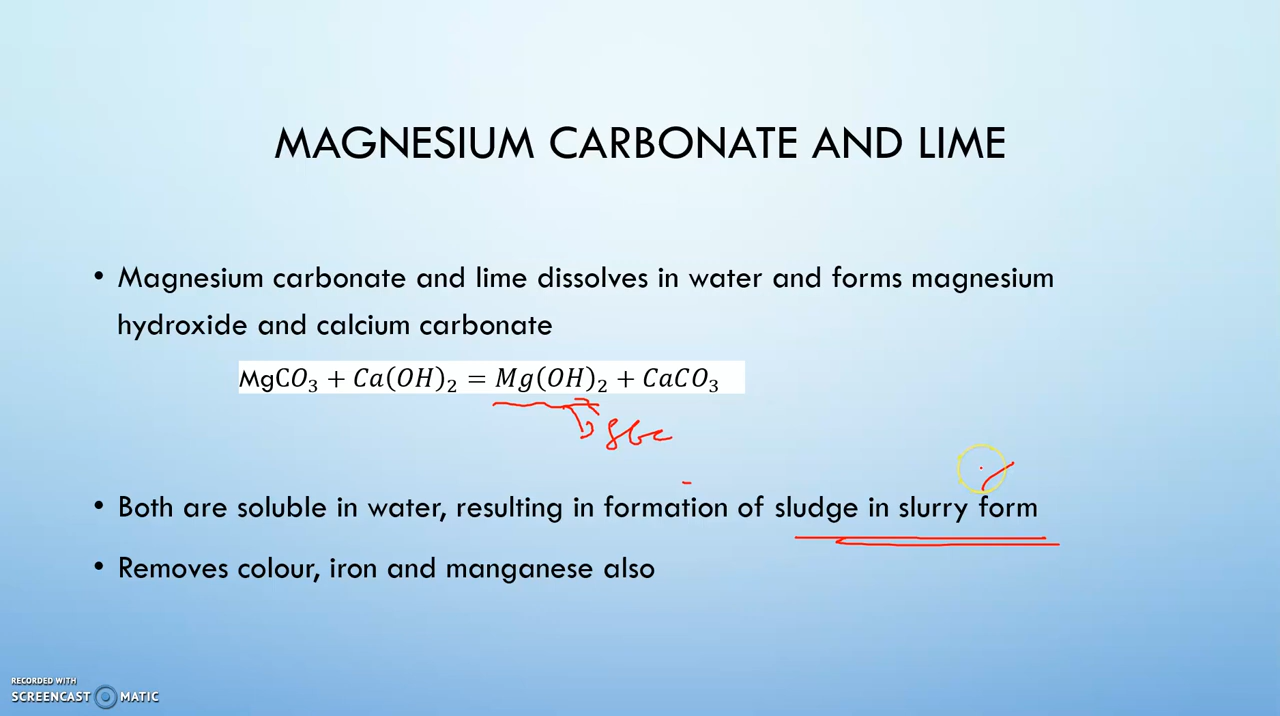 MAGNESIUM CARBONATE AND LIME
• Magnesium carbonate and lime dissolves in water and forms magnesium
hydroxide and calcium carbonate
MgCO₃ + Ca(OH)₂ = Mg(OH)₂ + CaCO₃
• Both are soluble in water, resulting in formation of sludge in slurry form
• Removes colour, iron and manganese also
RECORDED WITH
SCREENCAST MATIC